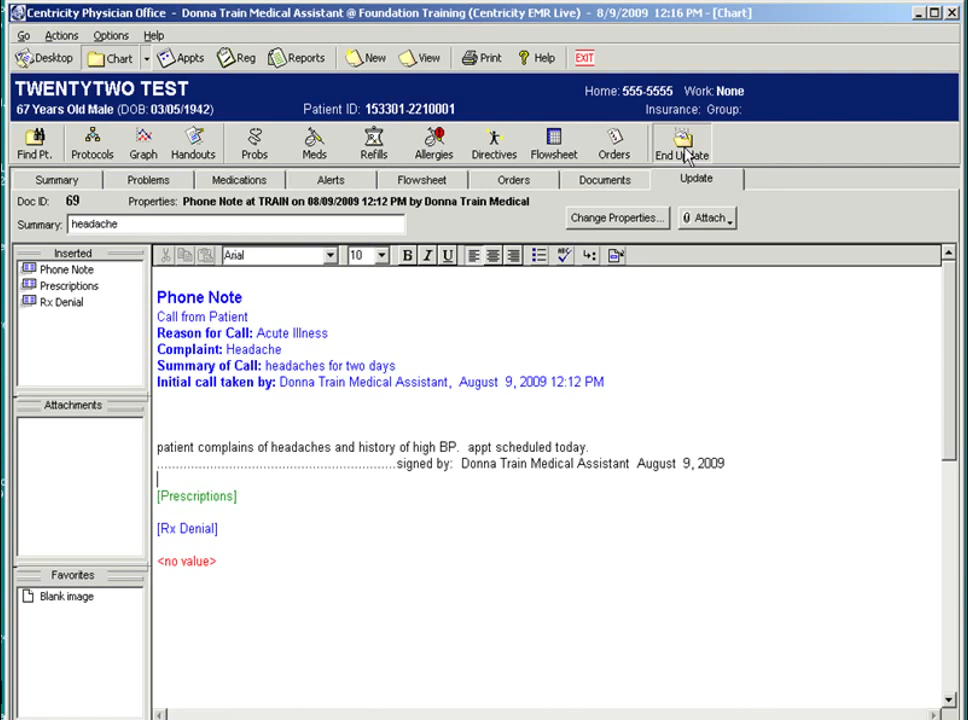 Centricity Physician Office - Donna Train Medical Assistant @ Foundation Training (Centricity EMR Live) - 8/9/2009 12:16 PM - [Chart]
Go Actions Options Help
Desktop Chart Appts Reg Reports New View Print Help EXIT
TWENTYTWO TEST
Home: 555-5555 Work: None
67 Years Old Male (DOB: 03/05/1942) Patient ID: 153301-2210001 Insurance: Group:
Find Pt. Protocols Graph Handouts Probs Meds Refills Allergies Directives Flowsheet Orders End Update
Summary Problems Medications Alerts Flowsheet Orders Documents Update
Doc ID: 69 Properties: Phone Note at TRAIN on 08/09/2009 12:12 PM by Donna Train Medical
Summary: headache Change Properties... Attach
Inserted
Phone Note
Prescriptions
Rx Denial
Attachments
Favorites
Blank image
Arial 10 B I U
Phone Note
Call from Patient
Reason for Call: Acute Illness
Complaint: Headache
Summary of Call: headaches for two days
Initial call taken by: Donna Train Medical Assistant, August 9, 2009 12:12 PM
patient complains of headaches and history of high BP. appt scheduled today.
......................................................................signed by: Donna Train Medical Assistant August 9, 2009
[Prescriptions]
[Rx Denial]
<no value>